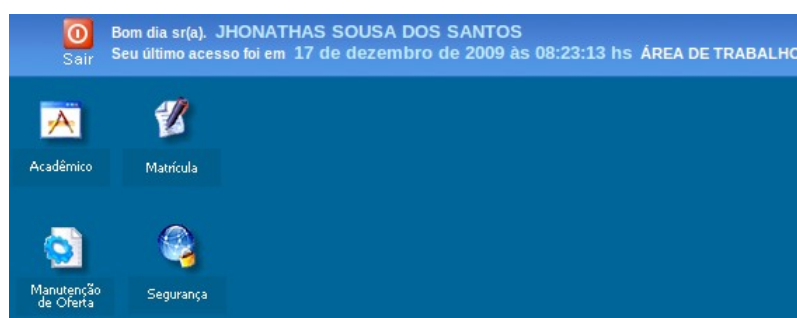 Bom dia sr(a). JHONATHAS SOUSA DOS SANTOS
Sair Seu último acesso foi em 17 de dezembro de 2009 às 08:23:13 hs ÁREA DE TRABALHO
Acadêmico Matrícula
Manutenção
de Oferta
Segurança